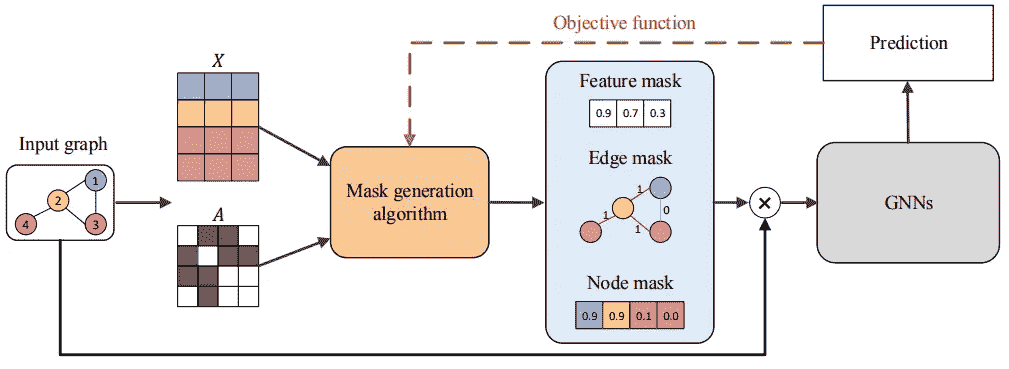 Objective function
Prediction
X
Feature mask
0.9 0.7 0.3
Input graph
1
2
4
3
Mask generation
algorithm
Edge mask
1
0
1
1
×
GNNs
A
Node mask
0.9 0.9 0.1 0.0